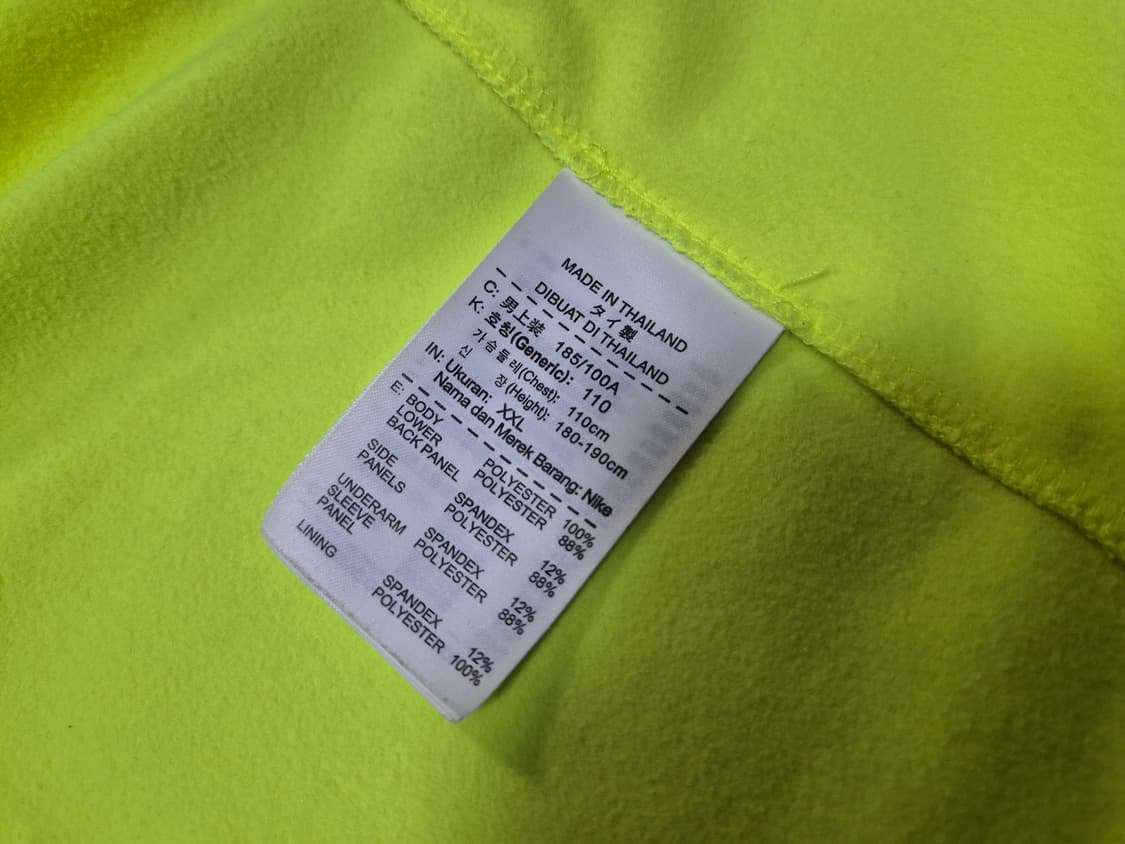 MADE IN THAILAND
タイ製
DIBUAT DI THAILAND
C: 男上装 185/100A
K: 호칭(Generic): 110
가슴둘레(Chest): 110cm
신 장(Height): 180-190cm
IN: Ukuran: XXL
Nama dan Merek Barang: Nike
E: BODY POLYESTER 100%
LOWER POLYESTER 88%
BACK PANEL SPANDEX 12%
SIDE POLYESTER 88%
PANELS SPANDEX 12%
UNDERARM POLYESTER 88%
SLEEVE SPANDEX 12%
PANEL
LINING POLYESTER 100%